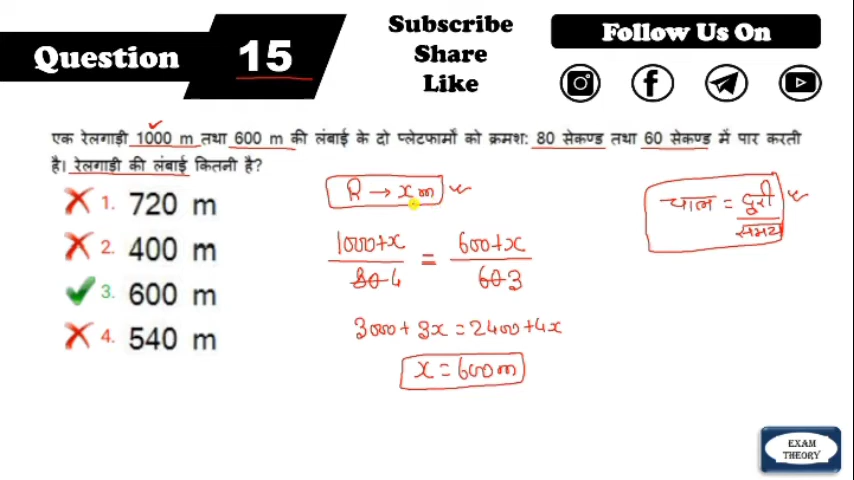 Question 15
Subscribe
Share
Like
Follow Us On
एक रेलगाड़ी 1000 m तथा 600 m की लंबाई के दो प्लेटफार्मो को क्रमश: 80 सेकण्ड तथा 60 सेकण्ड में पार करती
है। रेलगाड़ी की लंबाई कितनी है?
1. 720 m
2. 400 m
3. 600 m
4. 540 m
R → x m
1000+x / 80 4 = 600+x / 60 3
3000 + 3x = 2400 + 4x
x = 600m
चाल = दुरी / समय
EXAM
THEORY